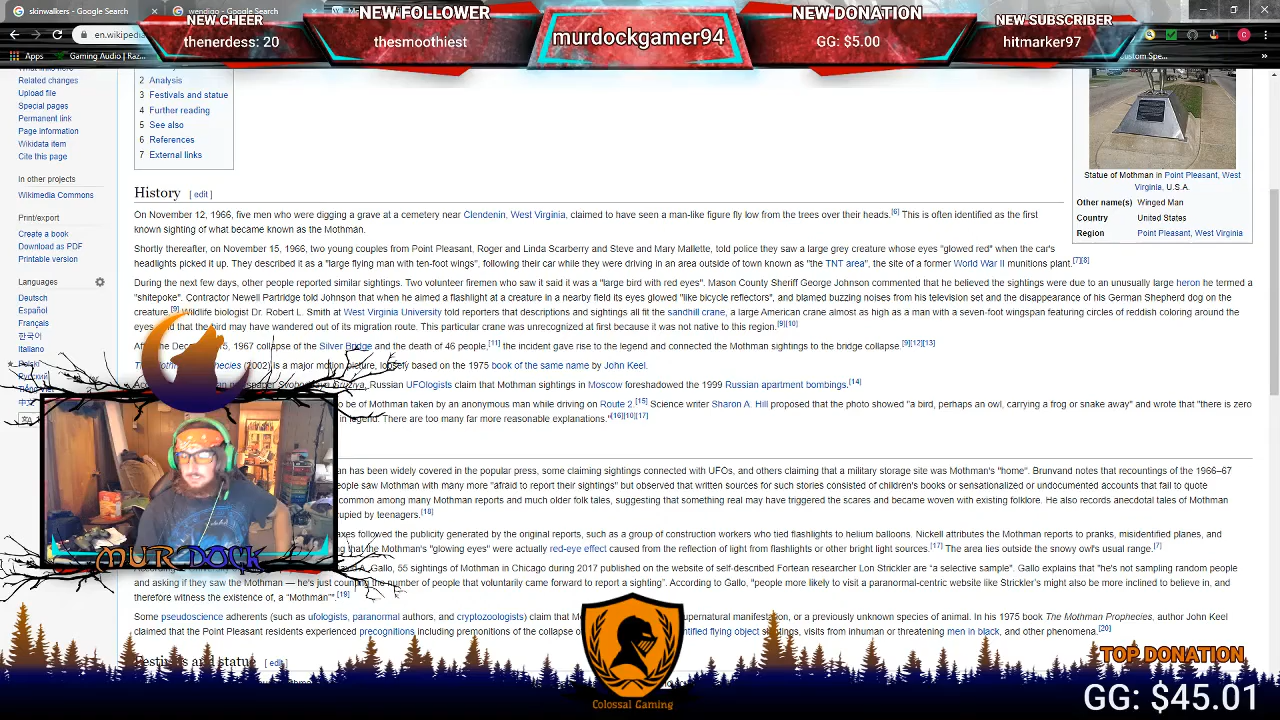 skinwalkers - Google Search
wendigo - Google Search
NEW CHEER
thenerdess: 20
NEW FOLLOWER
thesmoothiest
murdockgamer94
NEW DONATION
GG: $5.00
NEW SUBSCRIBER
hitmarker97
en.wikipedia
Apps
Gaming Audio | Raz...
Custom Spe...
Related changes
Upload file
Special pages
Permanent link
Page information
Wikidata item
Cite this page
In other projects
Wikimedia Commons
Print/export
Create a book
Download as PDF
Printable version
Languages
Deutsch
Español
Français
한국어
Italiano
2 Analysis
3 Festivals and statue
4 Further reading
5 See also
6 References
7 External links
Statue of Mothman in Point Pleasant, West
Virginia, U.S.A.
Other name(s) Winged Man
Country United States
Region Point Pleasant, West Virginia
History [ edit ]
On November 12, 1966, five men who were digging a grave at a cemetery near Clendenin, West Virginia, claimed to have seen a man-like figure fly low from the trees over their heads.[6] This is often identified as the first
known sighting of what became known as the Mothman.
Shortly thereafter, on November 15, 1966, two young couples from Point Pleasant, Roger and Linda Scarberry and Steve and Mary Mallette, told police they saw a large grey creature whose eyes "glowed red" when the car's
headlights picked it up. They described it as a "large flying man with ten-foot wings", following their car while they were driving in an area outside of town known as "the TNT area", the site of a former World War II munitions plant.[7][8]
During the next few days, other people reported similar sightings. Two volunteer firemen who saw it said it was a "large bird with red eyes". Mason County Sheriff George Johnson commented that he believed the sightings were due to an unusually large heron he termed a
"shitepoke". Contractor Newell Partridge told Johnson that when he aimed a flashlight at a creature in a nearby field its eyes glowed "like bicycle reflectors", and blamed buzzing noises from his television set and the disappearance of his German Shepherd dog on the
creature.[9] Wildlife biologist Dr. Robert L. Smith at West Virginia University told reporters that descriptions and sightings all fit the sandhill crane, a large American crane almost as high as a man with a seven-foot wingspan featuring circles of reddish coloring around the
eyes and that the bird may have wandered out of its migration route. This particular crane was unrecognized at first because it was not native to this region.[9][10]
15, 1967 collapse of the Silver Bridge and the death of 46 people,[11] the incident gave rise to the legend and connected the Mothman sightings to the bridge collapse.[9][12][13]
(2002) is a major motion picture, loosely based on the 1975 book of the same name by John Keel.
Russian UFOlogists claim that Mothman sightings in Moscow foreshadowed the 1999 Russian apartment bombings.[14]
of Mothman taken by an anonymous man while driving on Route 2.[15] Science writer Sharon A. Hill proposed that the photo showed "a bird, perhaps an owl, carrying a frog or snake away" and wrote that "there is zero
in legend. There are too many far more reasonable explanations."[16][10][17]
has been widely covered in the popular press, some claiming sightings connected with UFOs, and others claiming that a military storage site was Mothman's "home". Brunvand notes that recountings of the 1966–67
saw Mothman with many more "afraid to report their sightings" but observed that written sources for such stories consisted of children's books or sensationalized or undocumented accounts that fail to quote
common among many Mothman reports and much older folk tales, suggesting that something real may have triggered the scares and became woven with existing folklore. He also records anecdotal tales of Mothman
by teenagers.[18]
followed the publicity generated by the original reports, such as a group of construction workers who tied flashlights to helium balloons. Nickell attributes the Mothman reports to pranks, misidentified planes, and
that the Mothman's "glowing eyes" were actually red-eye effect caused from the reflection of light from flashlights or other bright light sources.[17] The area lies outside the snowy owl's usual range.[7]
A. Gallo, 55 sightings of Mothman in Chicago during 2017 published on the website of self-described Fortean researcher Lon Strickler are "a selective sample". Gallo explains that "he's not sampling random people
and asking if they saw the Mothman — he's just counting the number of people that voluntarily came forward to report a sighting". According to Gallo, "people more likely to visit a paranormal-centric website like Strickler's might also be more inclined to believe in, and
therefore witness the existence of, a "Mothman"".[19]
Some pseudoscience adherents (such as ufologists, paranormal authors, and cryptozoologists) claim that supernatural manifestation, or a previously unknown species of animal. In his 1975 book The Mothman Prophecies, author John Keel
claimed that the Point Pleasant residents experienced precognitions including premonitions of the collapse flying object sightings, visits from inhuman or threatening men in black, and other phenomena.[20]
MURDOCK
Colossal Gaming
TOP DONATION
GG: $45.01